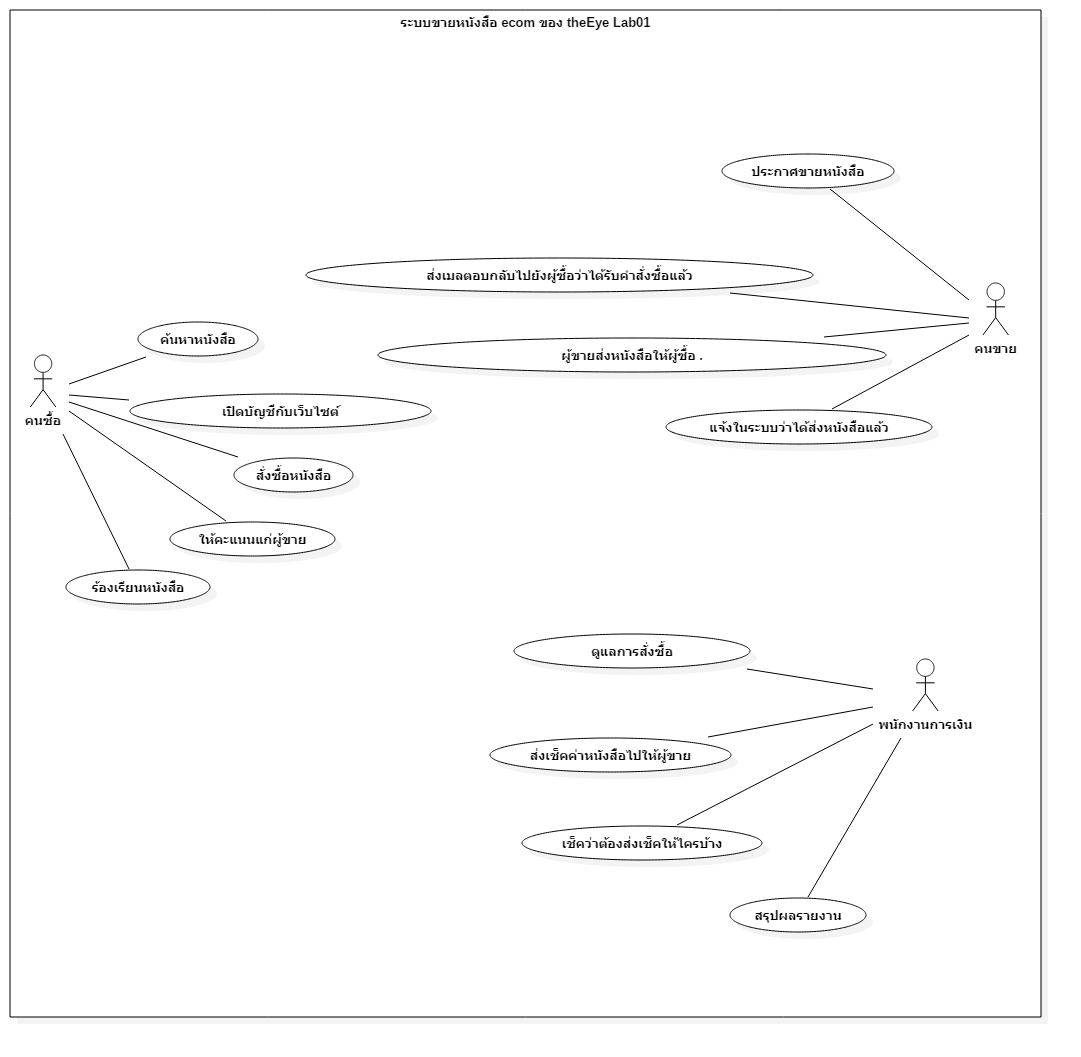 ระบบขายหนังสือ ecom ของ theEye Lab01
ประกาศขายหนังสือ
ส่งเมลตอบกลับไปยังผู้ซื้อว่าได้รับคำสั่งซื้อแล้ว
ค้นหาหนังสือ
คนขาย
ผู้ขายส่งหนังสือให้ผู้ซื้อ .
คนซื้อ
เปิดบัญชีกับเว็บไซต์
แจ้งในระบบว่าได้ส่งหนังสือแล้ว
สั่งซื้อหนังสือ
ให้คะแนนแก่ผู้ขาย
ร้องเรียนหนังสือ
ดูแลการสั่งซื้อ
พนักงานการเงิน
ส่งเช็คค่าหนังสือไปให้ผู้ขาย
เช็คว่าต้องส่งเช็คให้ใครบ้าง
สรุปผลรายงาน